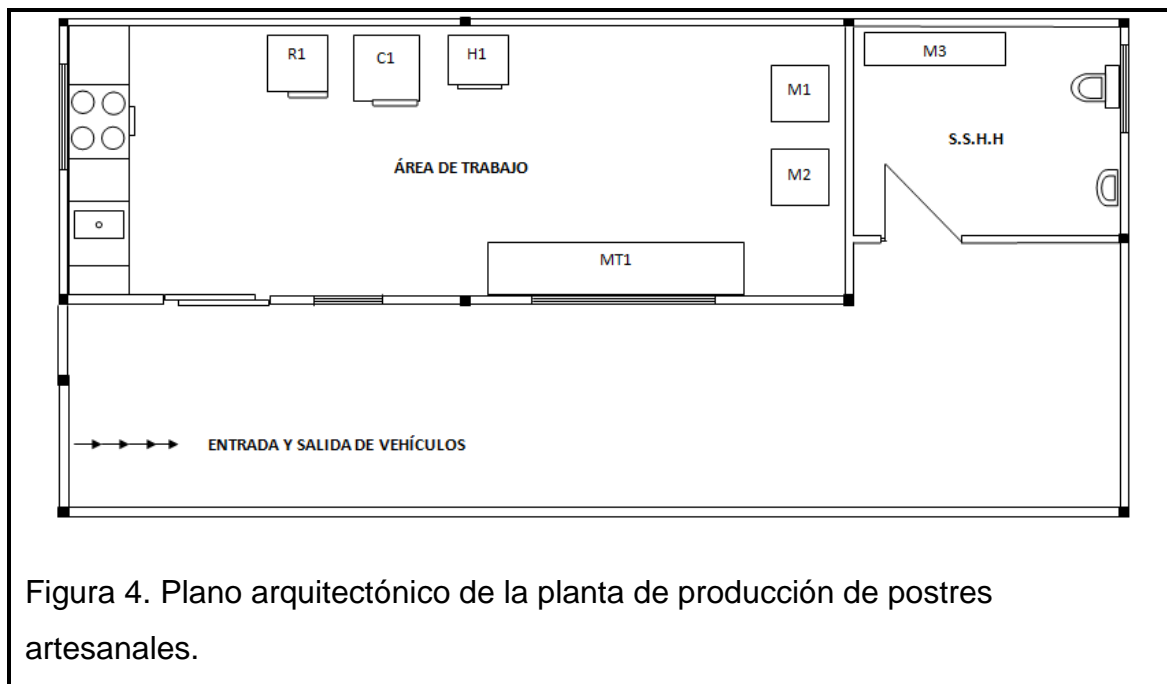 R1
C1
H1
M3
M1
S.S.H.H
ÁREA DE TRABAJO
M2
MT1
ENTRADA Y SALIDA DE VEHÍCULOS
Figura 4. Plano arquitectónico de la planta de producción de postres
artesanales.